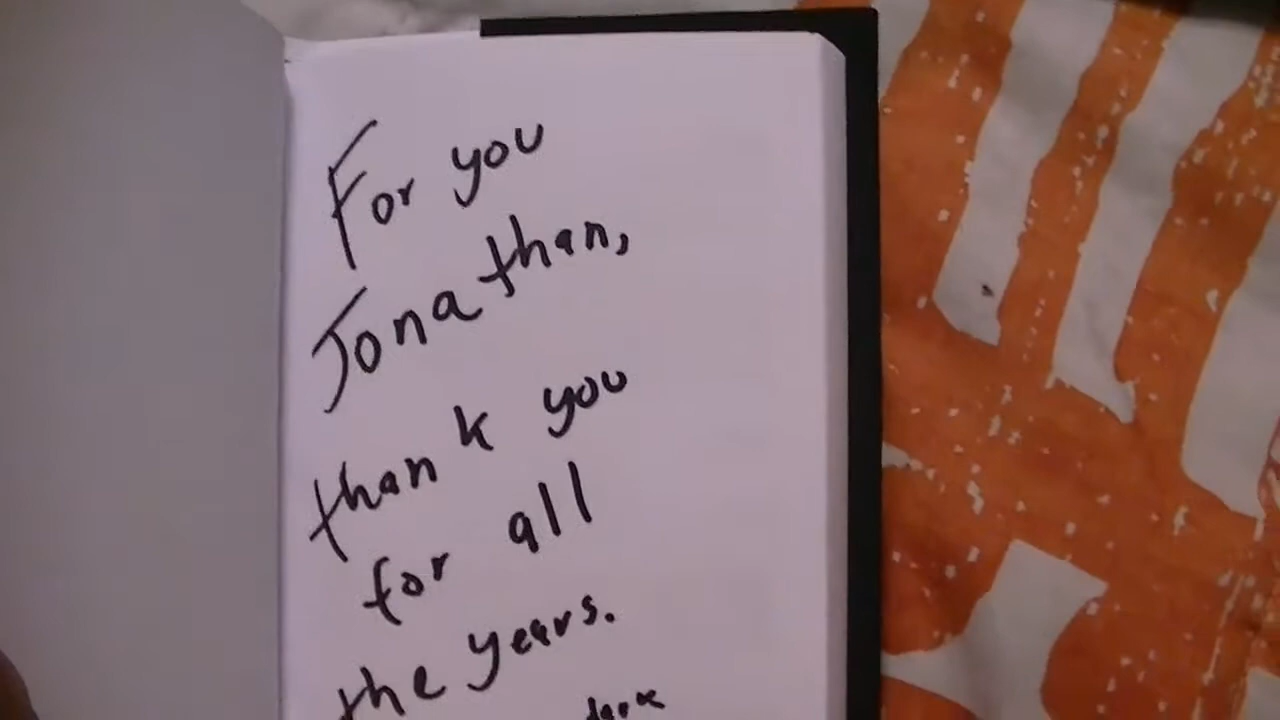 For you
Jonathan,
thank you
for all
the years.